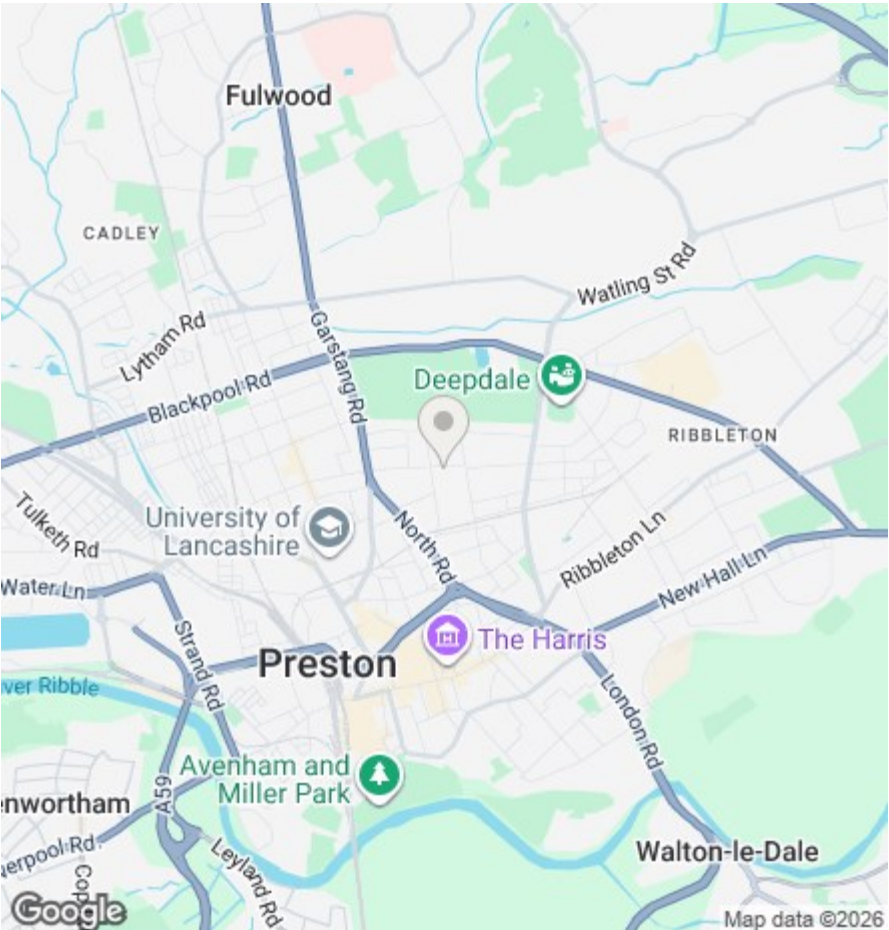 Fulwood
CADLEY
Watling St Rd
Lytham Rd
Garstang Rd
Blackpool Rd
Deepdale
RIBBLETON
Tulketh Rd
University of
Lancashire
North Rd
Ribbleton Ln
New Hall Ln
Water Ln
Strand Rd
The Harris
Preston
ver Ribble
London Rd
Avenham and
Miller Park
enwortham
A59
Walton-le-Dale
verpool Rd.
Leyland Rd
Cop
Google
Map data ©2026